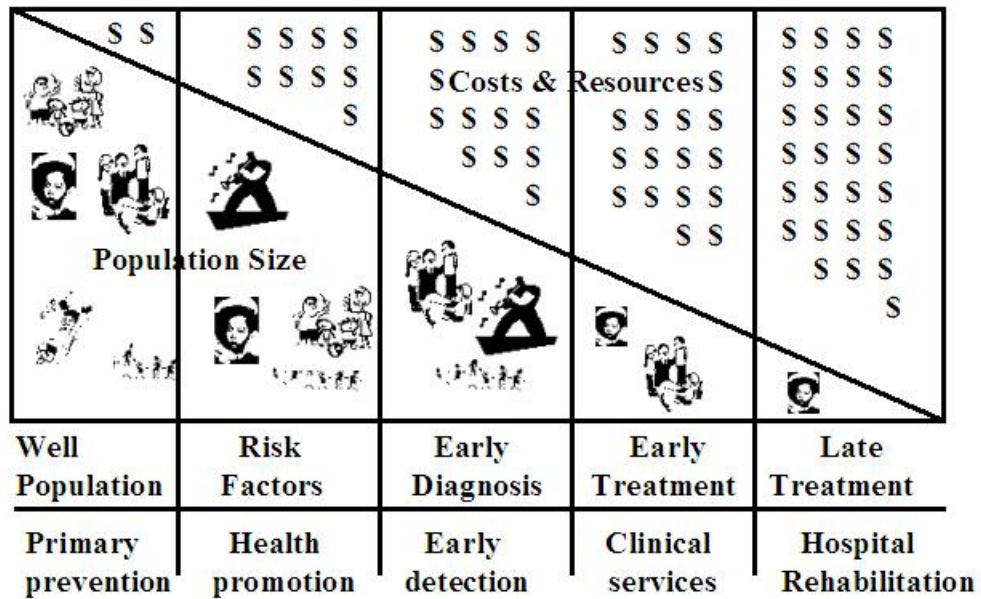 S S S S S S S S S S S S S S S S S S
S S S S S Costs & Resources S S S S S
S S S S S S S S S S S S S
S S S S S S S S S S S
S S S S S S S S S
S S S S S S
Population Size
S S S
S
Well Risk Early Early Late
Population Factors Diagnosis Treatment Treatment
Primary Health Early Clinical Hospital
prevention promotion detection services Rehabilitation